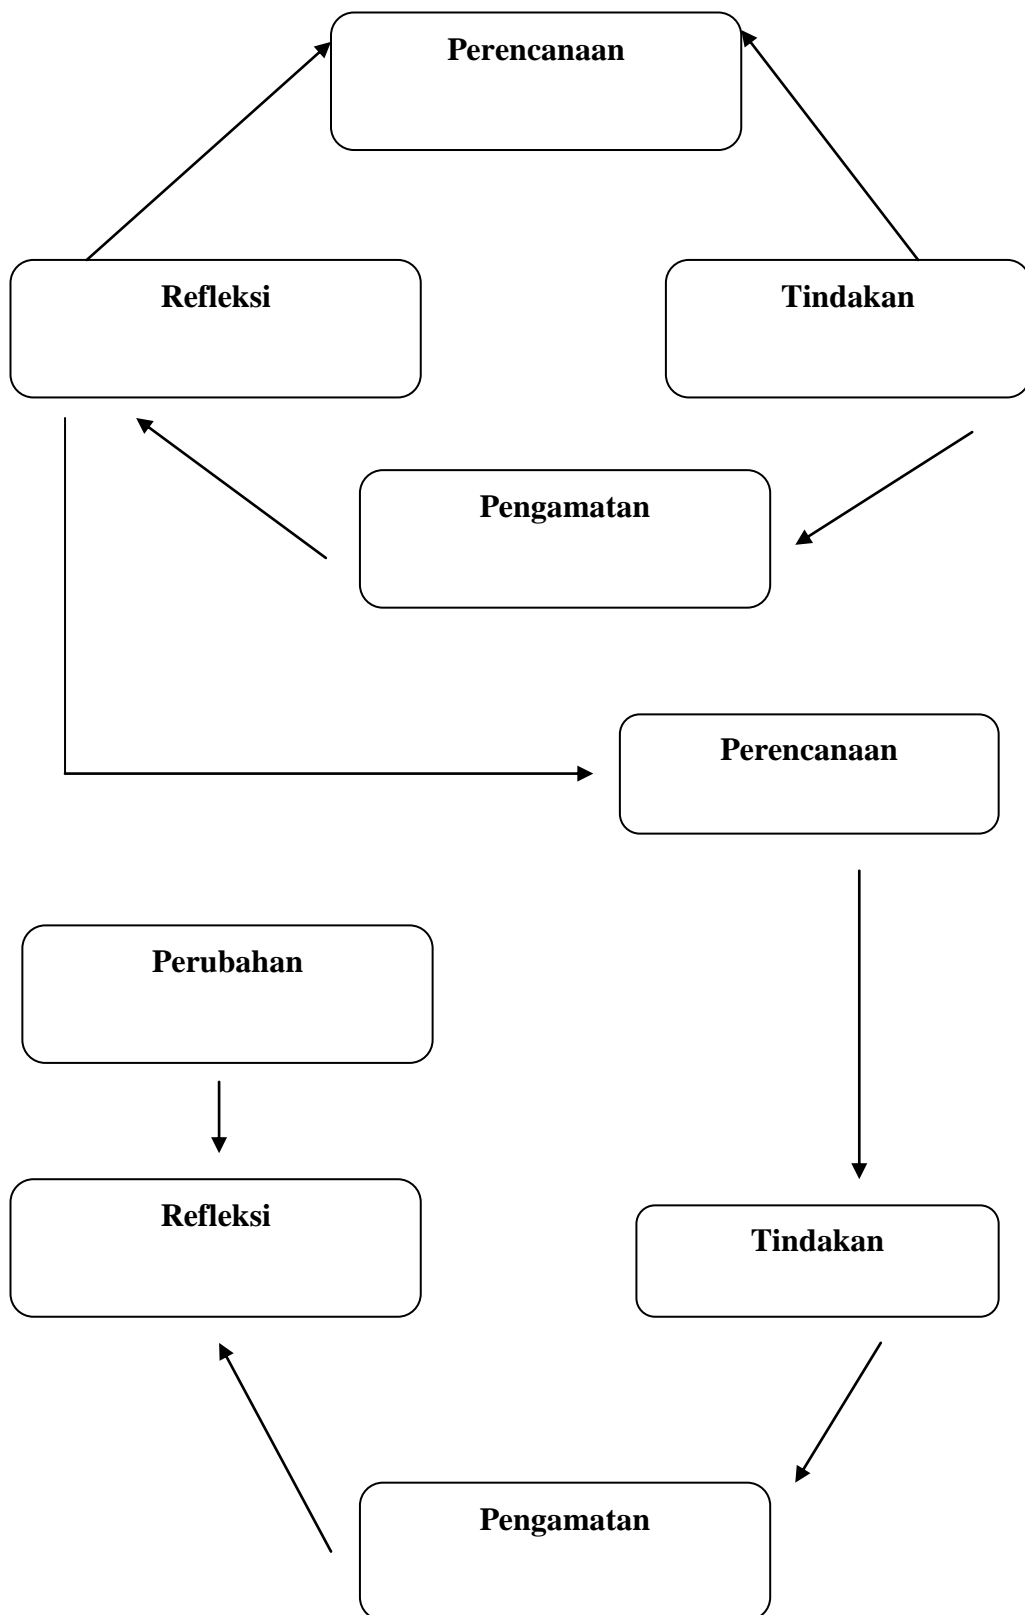 Perencanaan
Refleksi
Tindakan
Pengamatan
Perencanaan
Perubahan
Refleksi
Tindakan
Pengamatan